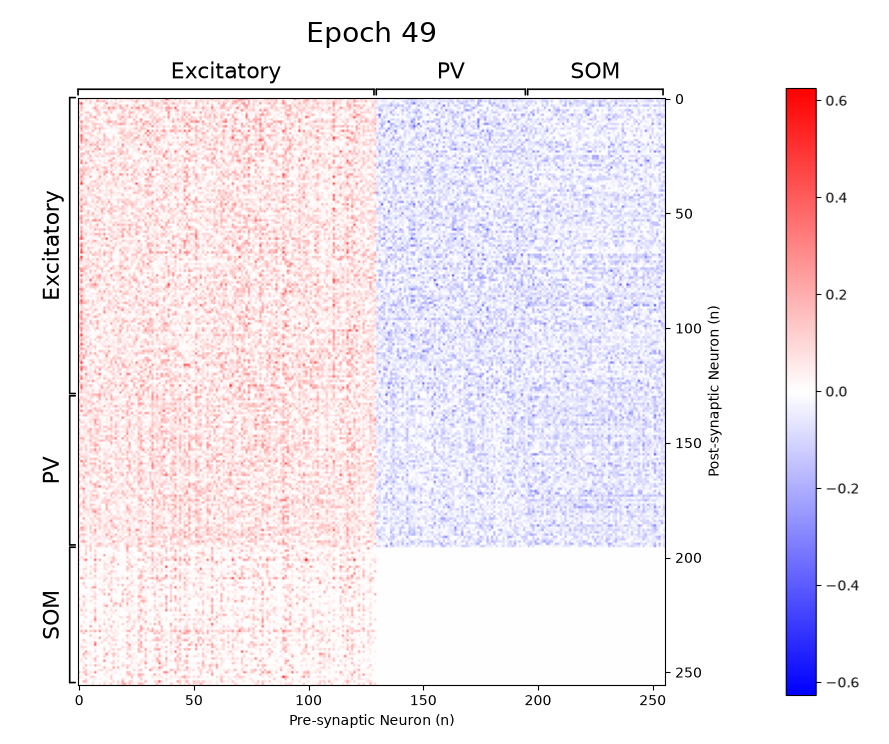 Epoch 49
Excitatory PV SOM
Excitatory
PV
SOM
0
50
100
150
200
250
Post-synaptic Neuron (n)
0 50 100 150 200 250
Pre-synaptic Neuron (n)
0.6
0.4
0.2
0.0
−0.2
−0.4
−0.6